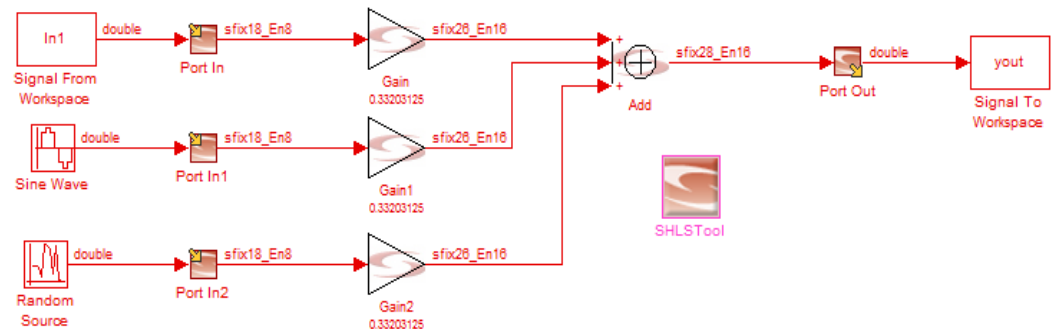 In1
double
sfix18_En8
sfix26_En16
+
+
+
sfix28_En16
double
yout
Signal From
Workspace
Port In
Gain
0.33203125
Add
Port Out
Signal To
Workspace
double
sfix18_En8
sfix26_En16
Sine Wave
Port In1
Gain1
0.33203125
SHLSTool
double
sfix18_En8
sfix26_En16
Random
Source
Port In2
Gain2
0.33203125